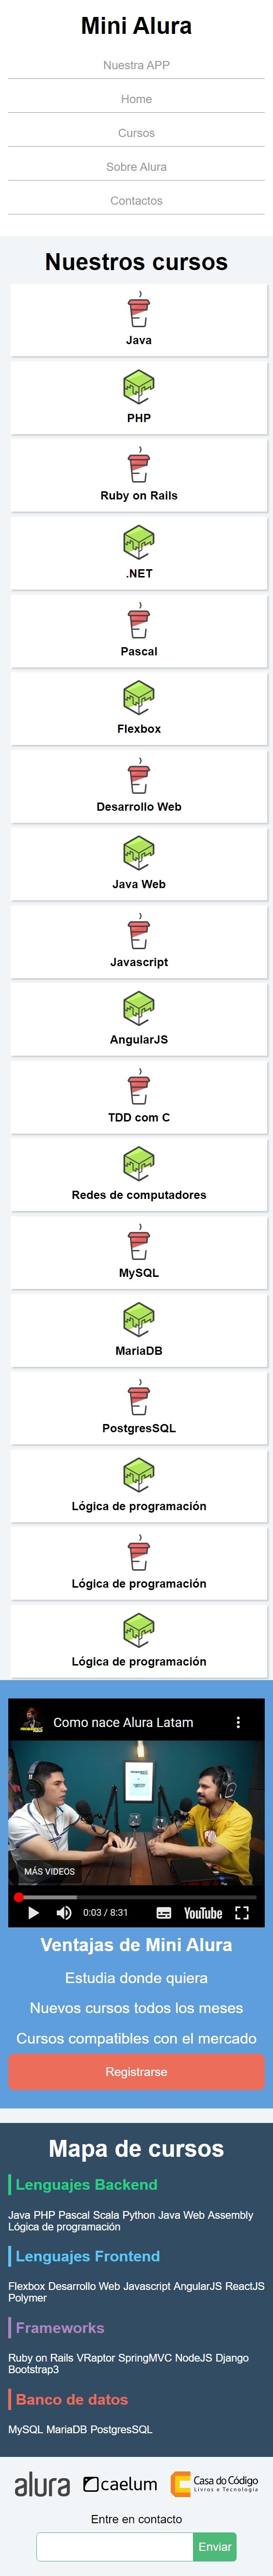 Mini Alura
Nuestra APP
Home
Cursos
Sobre Alura
Contactos
Nuestros cursos
Java
PHP
Ruby on Rails
.NET
Pascal
Flexbox
Desarrollo Web
Java Web
Javascript
AngularJS
TDD com C
Redes de computadores
MySQL
MariaDB
PostgresSQL
Lógica de programación
Lógica de programación
Lógica de programación
Como nace Alura Latam
MÁS VIDEOS
0:03 / 8:31
YouTube
Ventajas de Mini Alura
Estudia donde quiera
Nuevos cursos todos los meses
Cursos compatibles con el mercado
Registrarse
Mapa de cursos
Lenguajes Backend
Java PHP Pascal Scala Python Java Web Assembly
Lógica de programación
Lenguajes Frontend
Flexbox Desarrollo Web Javascript AngularJS ReactJS
Polymer
Frameworks
Ruby on Rails VRaptor SpringMVC NodeJS Django
Bootstrap3
Banco de datos
MySQL MariaDB PostgresSQL
alura caelum Casa do Código
Livros e Tecnologia
Entre en contacto
Enviar